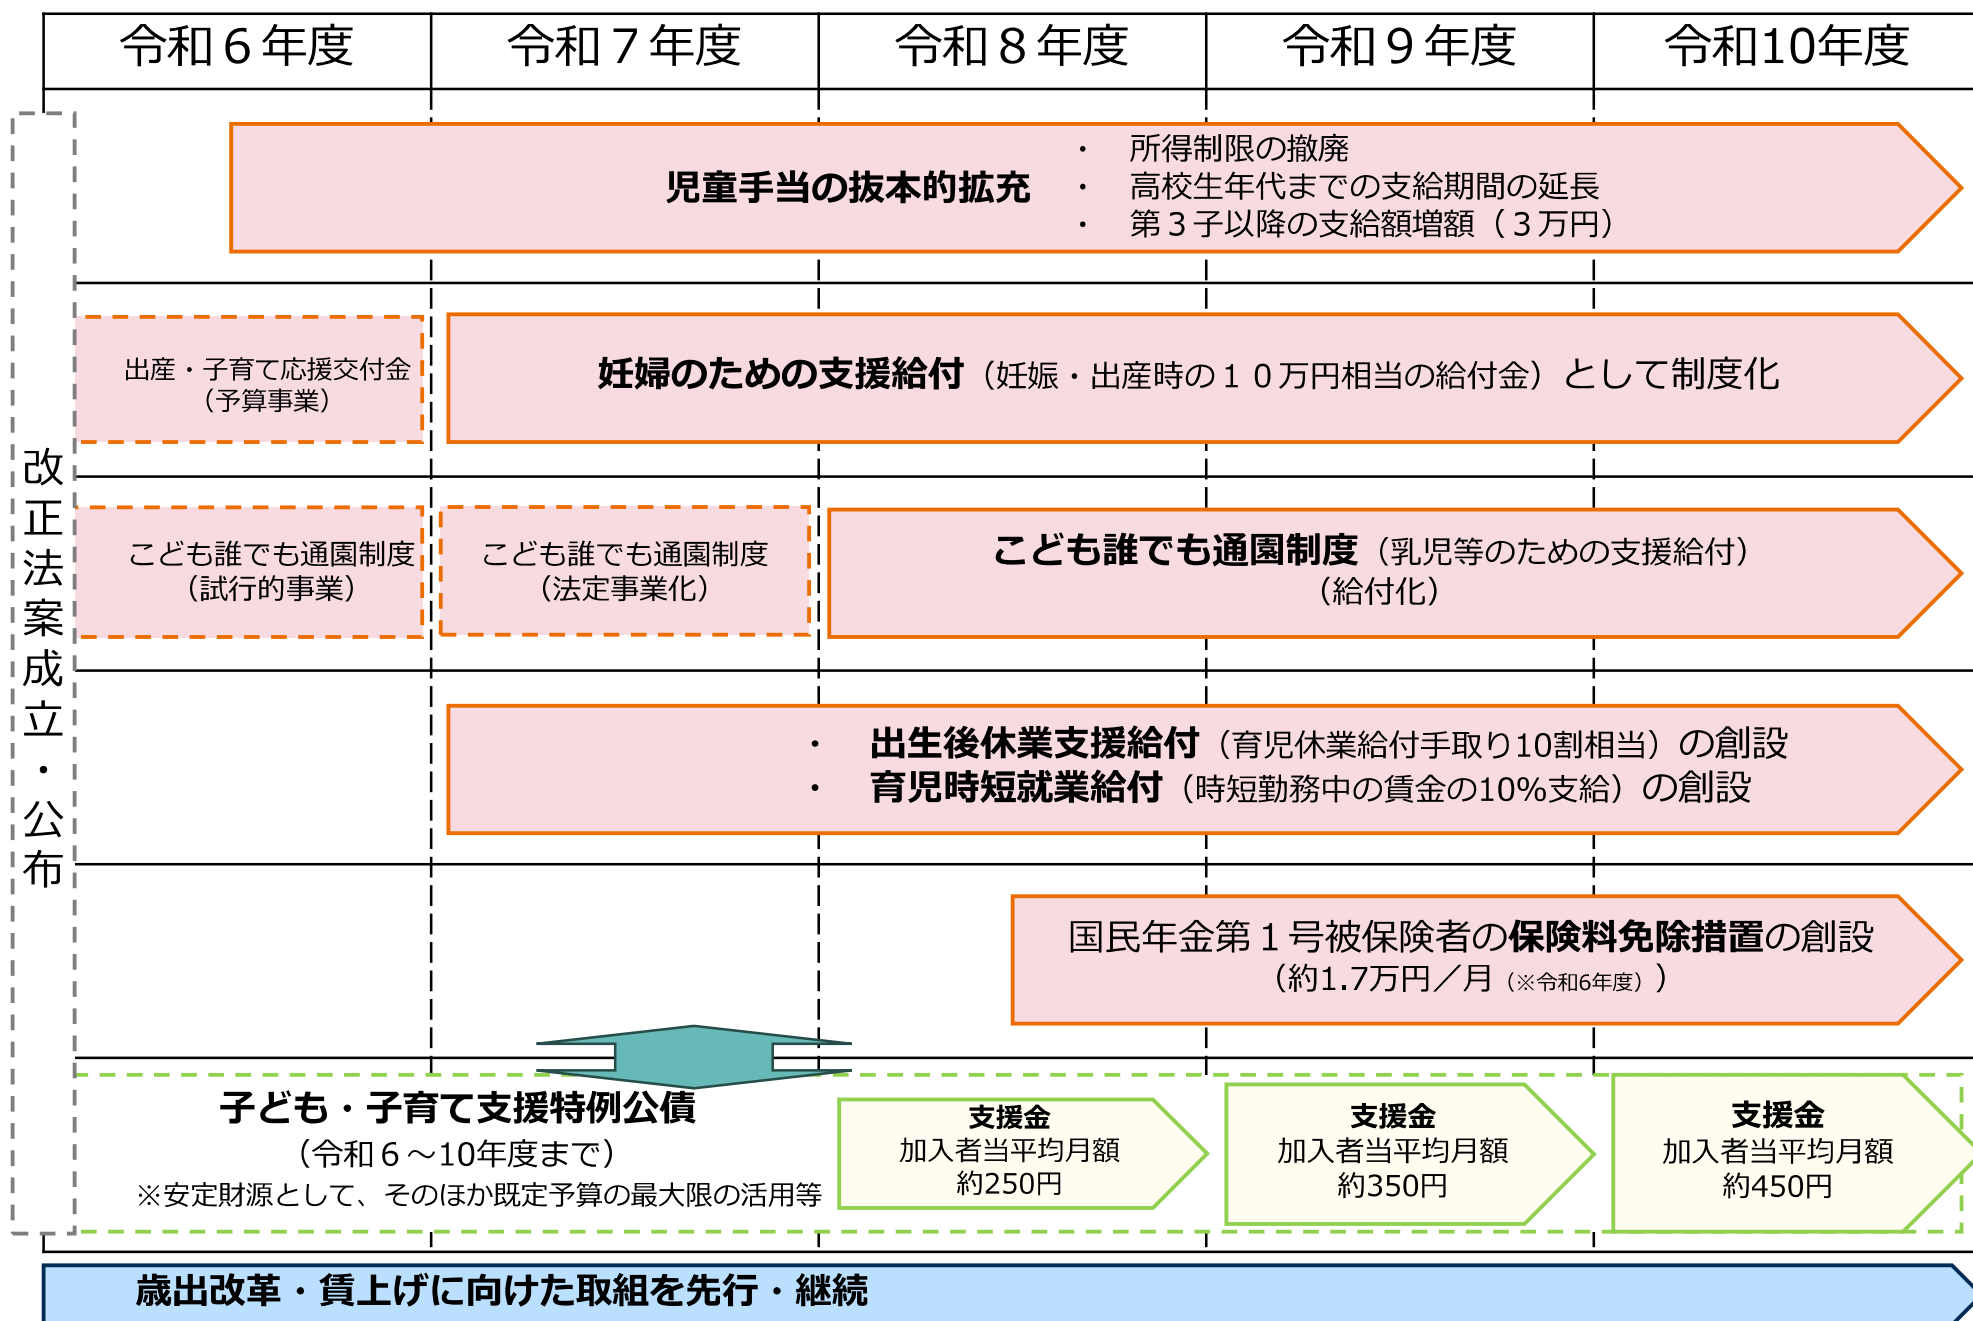 令和６年度
令和７年度
令和８年度
令和９年度
令和10年度
改正法案成立・公布
児童手当の抜本的拡充
・ 所得制限の撤廃
・ 高校生年代までの支給期間の延長
・ 第３子以降の支給額増額（３万円）
出産・子育て応援交付金
（予算事業）
妊婦のための支援給付（妊娠・出産時の１０万円相当の給付金）として制度化
こども誰でも通園制度
（試行的事業）
こども誰でも通園制度
（法定事業化）
こども誰でも通園制度（乳児等のための支援給付）
（給付化）
・ 出生後休業支援給付（育児休業給付手取り10割相当）の創設
・ 育児時短就業給付（時短勤務中の賃金の10%支給）の創設
国民年金第１号被保険者の保険料免除措置の創設
（約1.7万円／月（※令和6年度））
子ども・子育て支援特例公債
（令和６～10年度まで）
※安定財源として、そのほか既定予算の最大限の活用等
支援金
加入者当平均月額
約250円
支援金
加入者当平均月額
約350円
支援金
加入者当平均月額
約450円
歳出改革・賃上げに向けた取組を先行・継続